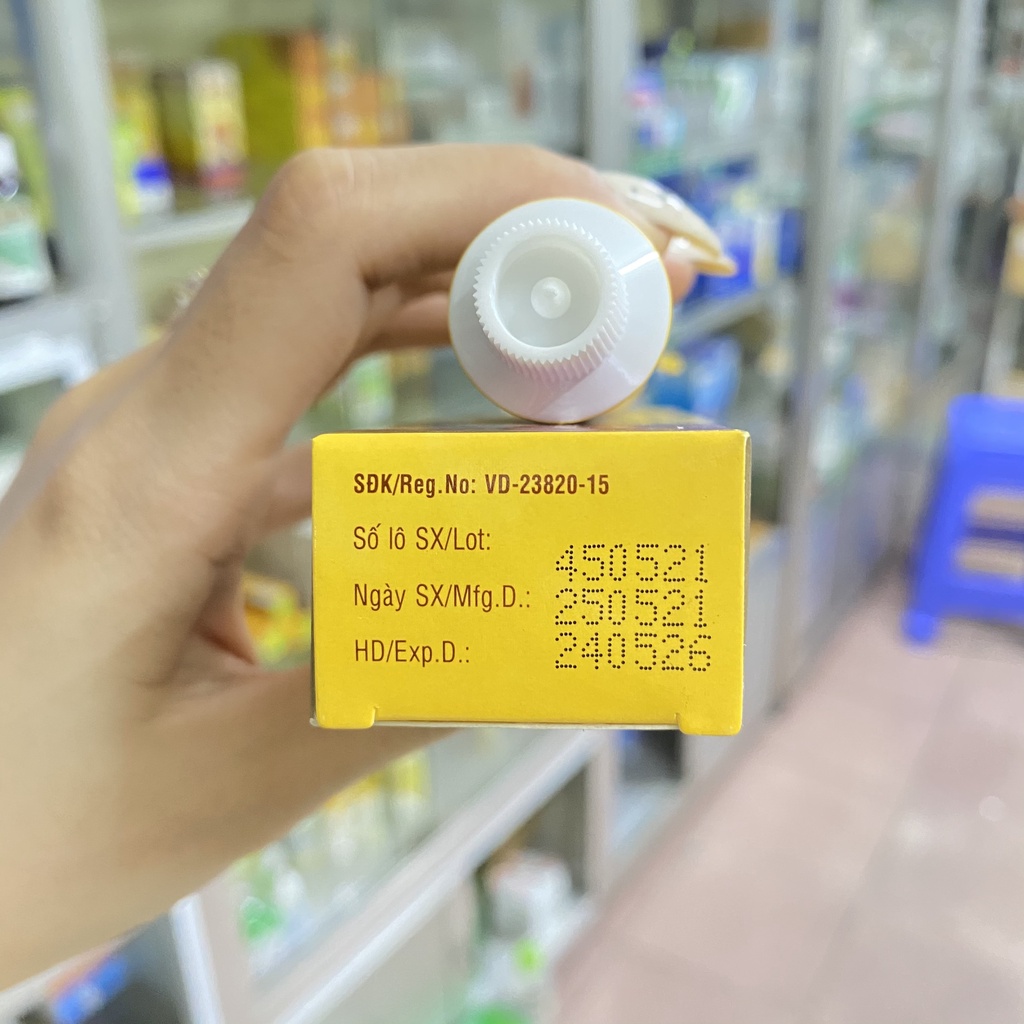 SĐK/Reg.No: VD-23820-15
Số lô SX/Lot: 450521
Ngày SX/Mfg.D.: 250521
HD/Exp.D.: 240526